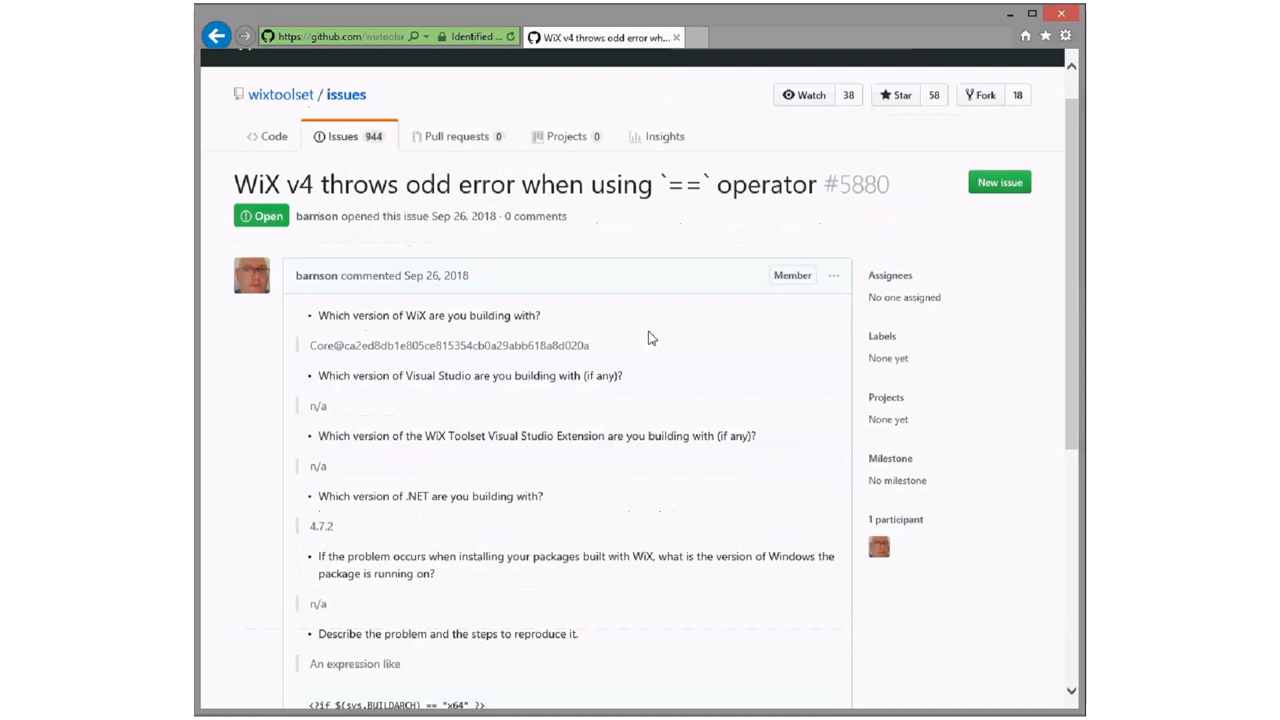 https://github.com/wixtoolse
Identified ...
WiX v4 throws odd error wh...
wixtoolset / issues
Watch 38 Star 58 Fork 18
Code Issues 944 Pull requests 0 Projects 0 Insights
WiX v4 throws odd error when using `==` operator #5880
New issue
Open barnson opened this issue Sep 26, 2018 · 0 comments
barnson commented Sep 26, 2018 Member ...
• Which version of WiX are you building with?
Core@ca2ed8db1e805ce815354cb0a29abb618a8d020a
• Which version of Visual Studio are you building with (if any)?
n/a
• Which version of the WiX Toolset Visual Studio Extension are you building with (if any)?
n/a
• Which version of .NET are you building with?
4.7.2
• If the problem occurs when installing your packages built with WiX, what is the version of Windows the
package is running on?
n/a
• Describe the problem and the steps to reproduce it.
An expression like
<?if $(sys.BUILDARCH) == "x64" ?>
Assignees
No one assigned
Labels
None yet
Projects
None yet
Milestone
No milestone
1 participant